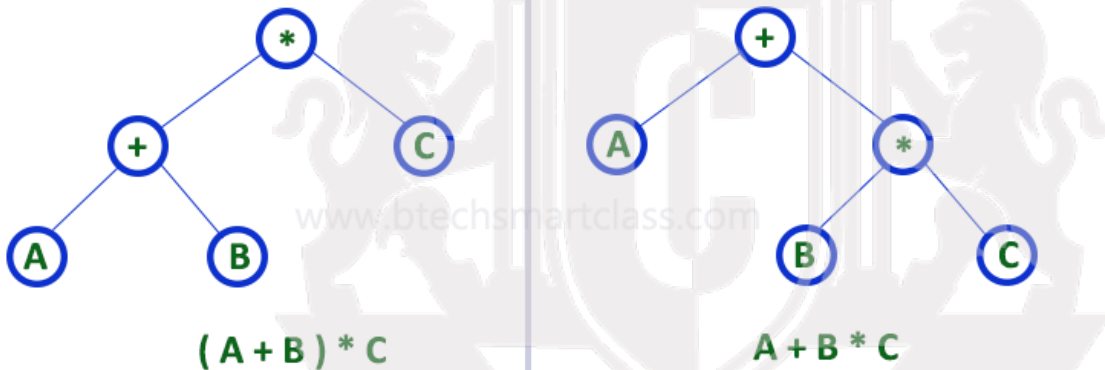 * +
+ C A *
www.btechsmartclass.com
A B B C
( A + B ) * C A + B * C